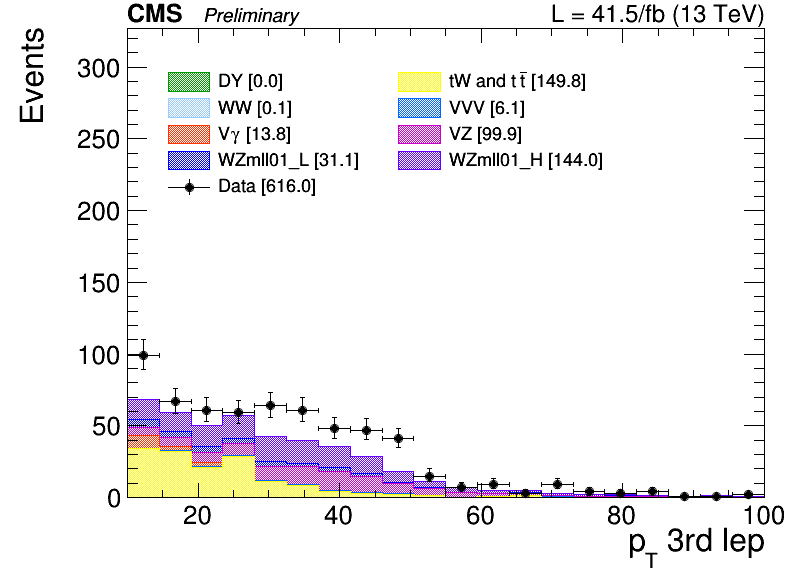 CMS Preliminary L = 41.5/fb (13 TeV)
Events
300
250
200
150
100
50
0
DY [0.0]
WW [0.1]
Vγ [13.8]
WZmll01_L [31.1]
Data [616.0]
tW and tt̄ [149.8]
VVV [6.1]
VZ [99.9]
WZmll01_H [144.0]
20 40 60 80 100
pT 3rd lep